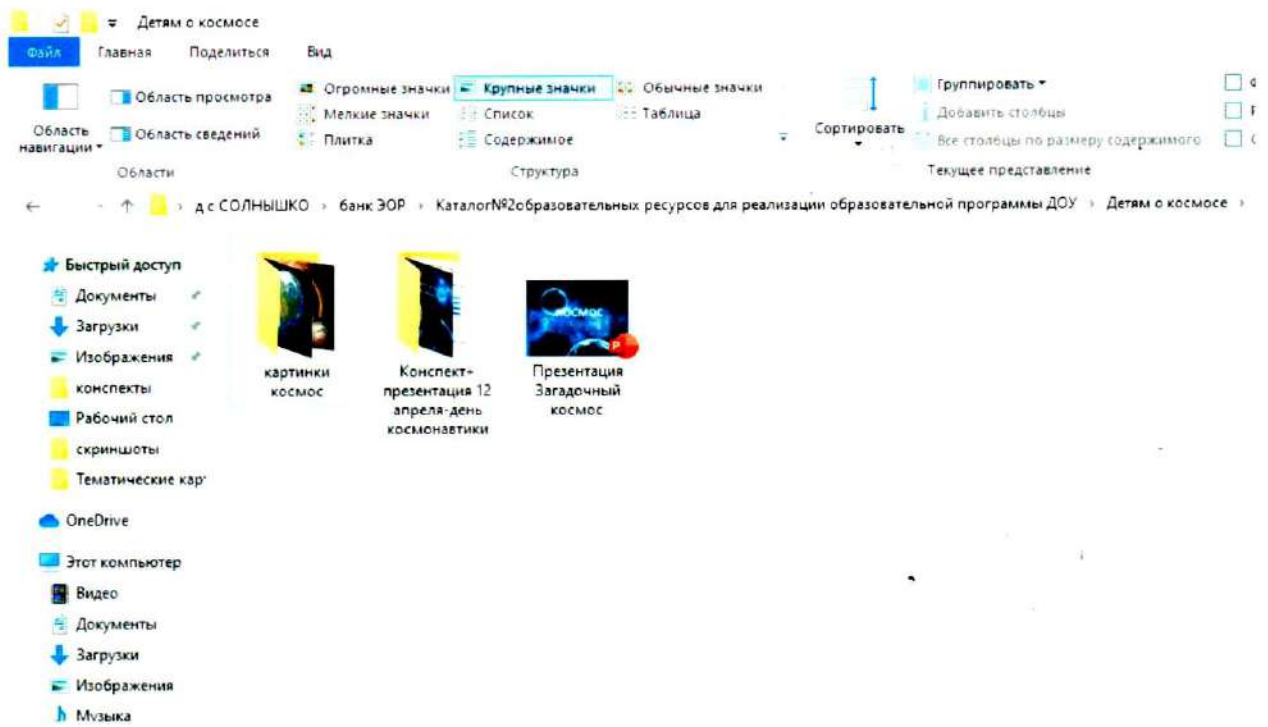 Детям о космосе
Файл Главная Поделиться Вид
Область навигации
Область просмотра
Область сведений
Области
Огромные значки Крупные значки Обычные значки
Мелкие значки Список Таблица
Плитка Содержимое
Структура
Сортировать
Группировать
Добавить столбцы
Все столбцы по размеру содержимого
Текущее представление
д с СОЛНЫШКО › банк ЭОР › Каталог№2образовательных ресурсов для реализации образовательной программы ДОУ › Детям о космосе ›
Быстрый доступ
Документы
Загрузки
Изображения
конспекты
Рабочий стол
скриншоты
Тематические кар
OneDrive
Этот компьютер
Видео
Документы
Загрузки
Изображения
Музыка
картинки
космос
Конспект+
презентация 12
апреля-день
космонавтики
КОСМОС
P
Презентация
Загадочный
космос